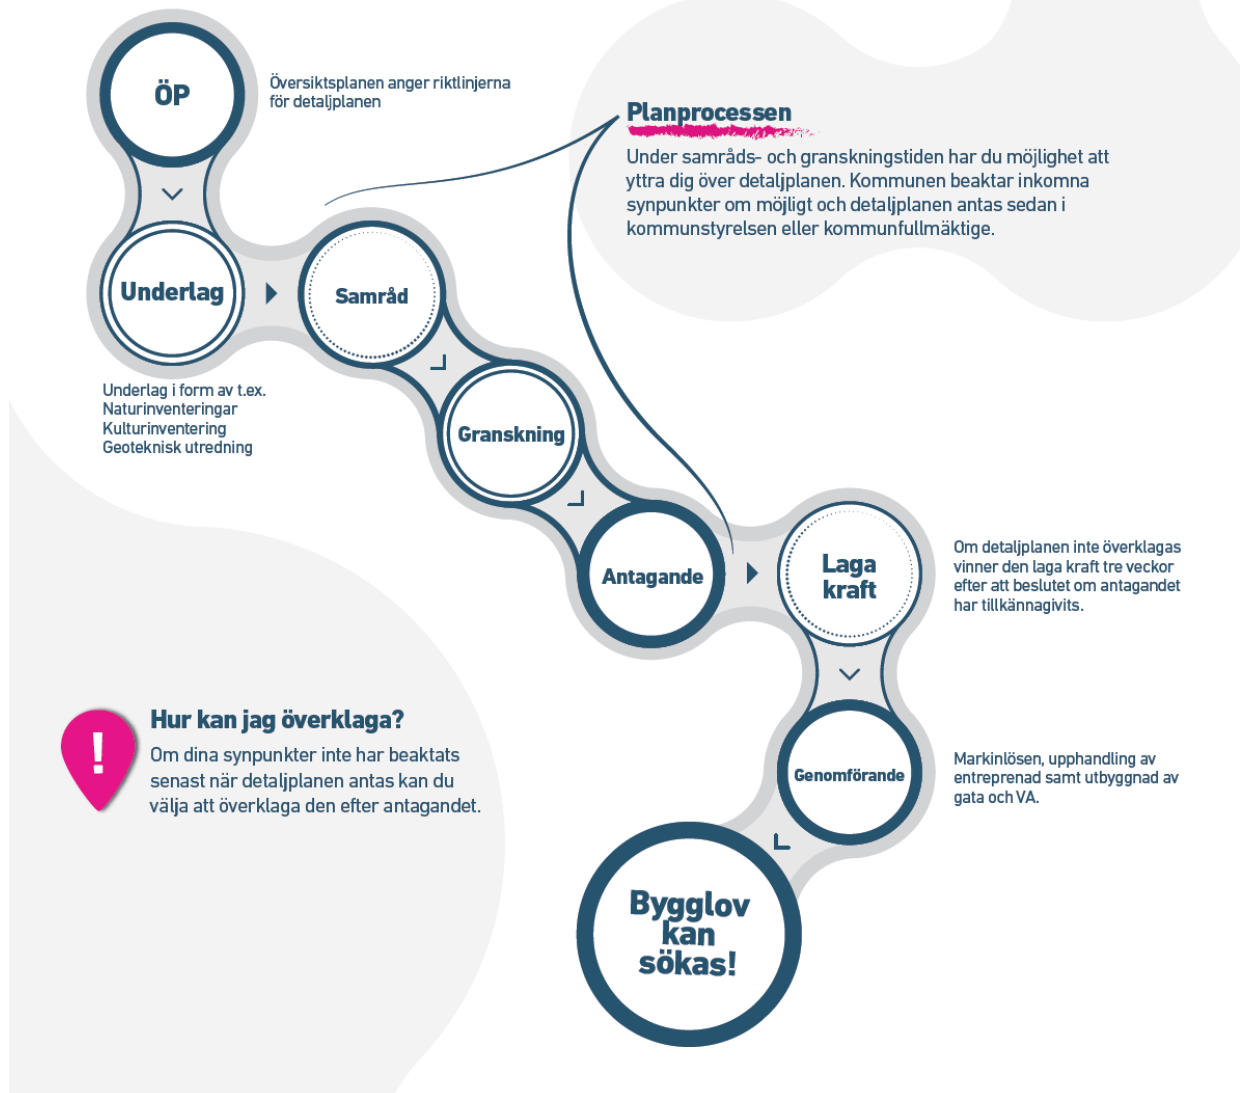 ÖP
Översiktsplanen anger riktlinjerna
för detaljplanen
Planprocessen
Under samråds- och granskningstiden har du möjlighet att
yttra dig över detaljplanen. Kommunen beaktar inkomna
synpunkter om möjligt och detaljplanen antas sedan i
kommunstyrelsen eller kommunfullmäktige.
Underlag
Samråd
Underlag i form av t.ex.
Naturinventeringar
Kulturinventering
Geoteknisk utredning
Granskning
Antagande
Laga
kraft
Om detaljplanen inte överklagas
vinner den laga kraft tre veckor
efter att beslutet om antagandet
har tillkännagivits.
!
Hur kan jag överklaga?
Om dina synpunkter inte har beaktats
senast när detaljplanen antas kan du
välja att överklaga den efter antagandet.
Genomförande
Markinlösen, upphandling av
entreprenad samt utbyggnad av
gata och VA.
Bygglov
kan
sökas!